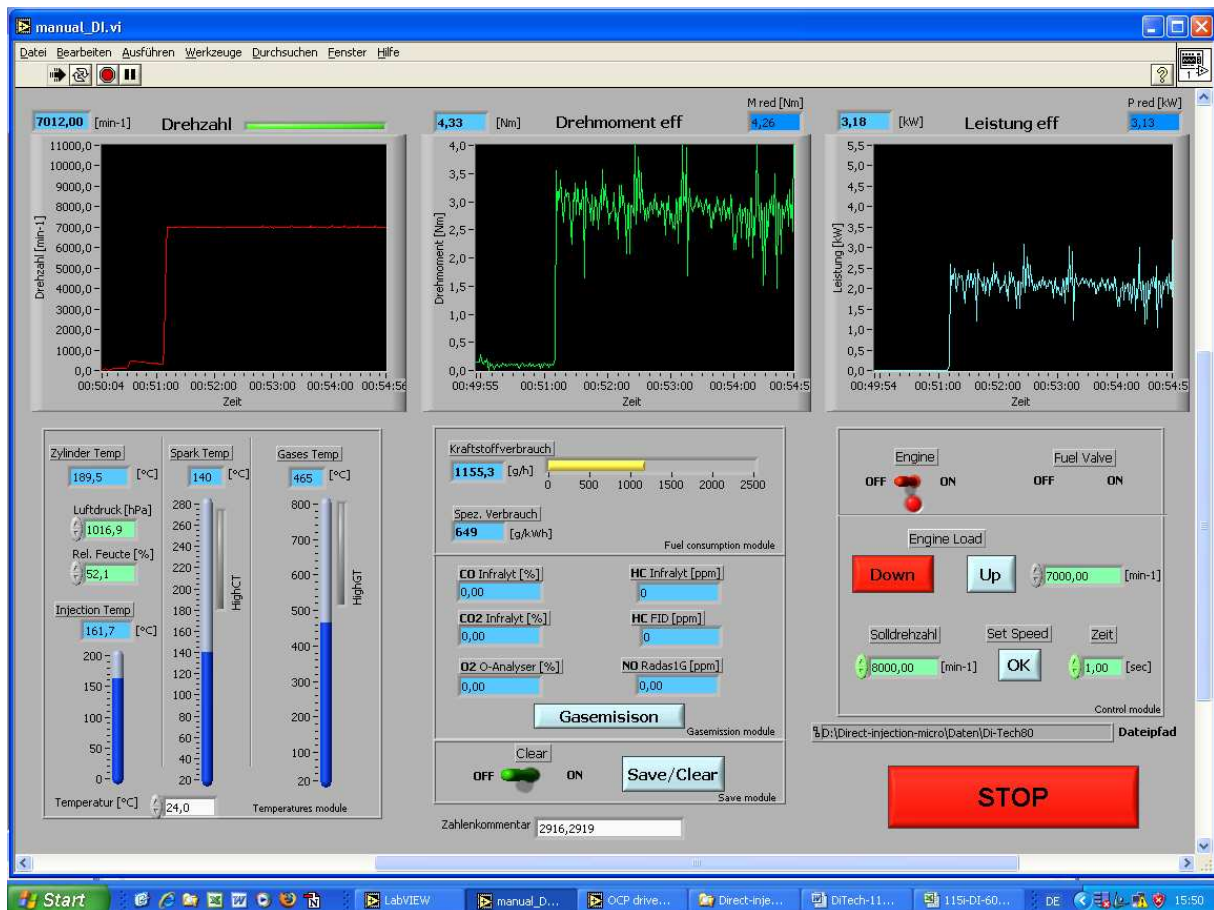 manual_DI.vi
Datei Bearbeiten Ausführen Werkzeuge Durchsuchen Fenster Hilfe
7012,00 [min-1] Drehzahl
11000,0
10000,0
9000,0
8000,0
7000,0
6000,0
5000,0
4000,0
3000,0
2000,0
1000,0
0,0
Drehzahl [min-1]
00:50:04 00:51:00 00:52:00 00:53:00 00:54:00 00:54:56
Zeit
M red [Nm]
4,33 [Nm] Drehmoment eff 4,26
4,0
3,5
3,0
2,5
2,0
1,5
1,0
0,5
0,0
Drehmoment [Nm]
00:49:55 00:51:00 00:52:00 00:53:00 00:54:00 00:54:5
Zeit
P red [kW]
3,18 [kW] Leistung eff 3,13
5,5
5,0
4,5
4,0
3,5
3,0
2,5
2,0
1,5
1,0
0,5
0,0
Leistung [kW]
00:49:54 00:51:00 00:52:00 00:53:00 00:54:00 00:54:5
Zeit
Zylinder Temp
189,5 [°C]
Luftdruck [hPa]
1016,9
Rel. Feuchte [%]
52,1
Injection Temp
161,7 [°C]
200
150
100
50
0
Temperatur [°C] 24,0
Spark Temp
140 [°C]
280
260
240
220
200
180
160
140
120
100
80
60
40
20
HighCT
Gases Temp
465 [°C]
800
700
600
500
400
300
200
100
20
HighGT
Temperatures module
Kraftstoffverbrauch
1155,3 [g/h]
0 500 1000 1500 2000 2500
Spez. Verbrauch
649 [g/kWh]
Fuel consumption module
CO Infralyt [%] HC Infralyt [ppm]
0,00 0
CO2 Infralyt [%] HC FID [ppm]
0,00 0
O2 O-Analyser [%] NO Radas1G [ppm]
0,00 0,00
Gasemisison
Gasmission module
Clear
OFF ON Save/Clear
Save module
Zahlenkommentar 2916,2919
Engine Fuel Valve
OFF ON OFF ON
Engine Load
Down Up 7000,00 [min-1]
Solldrehzahl Set Speed Zeit
8000,00 [min-1] OK 1,00 [sec]
Control module
D:\Direct-injection-micro\Daten\Di-Tech80 Dateipfad
STOP
Start LabVIEW manual_D... OCP drive... Direct-inje... DiTech-11... 115i-DI-60... DE 15:50